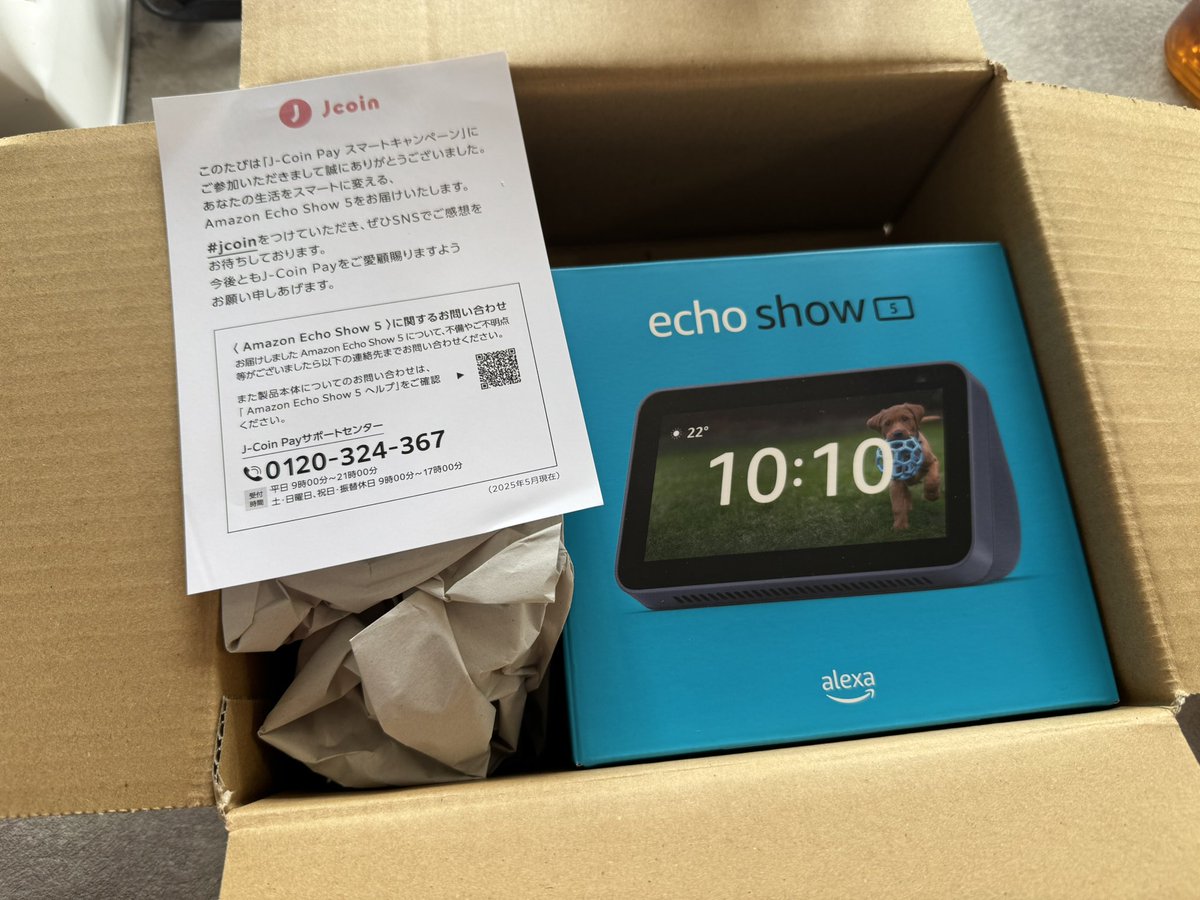 Jcoin
このたびは「J-Coin Pay スマートキャンペーン」に
ご参加いただきまして誠にありがとうございました。
あなたの生活をスマートに変える、
Amazon Echo Show 5をお届けいたします。
#jcoinをつけていただき、ぜひSNSでご感想を
お待ちしております。
今後ともJ-Coin Payをご愛顧賜りますよう
お願い申しあげます。
〈 Amazon Echo Show 5 〉に関するお問い合わせ
お届けしました Amazon Echo Show 5 について、不備やご不明点
等がございましたら以下の連絡先までお問い合わせください。
また製品本体についてのお問い合わせは、
「 Amazon Echo Show 5 ヘルプ」をご確認
ください。
J-Coin Payサポートセンター
0120-324-367
受付時間
平日 9時00分〜21時00分
土・日曜日、祝日・振替休日 9時00分〜17時00分
(2025年5月現在)
echo show 5
22°
10:10
alexa